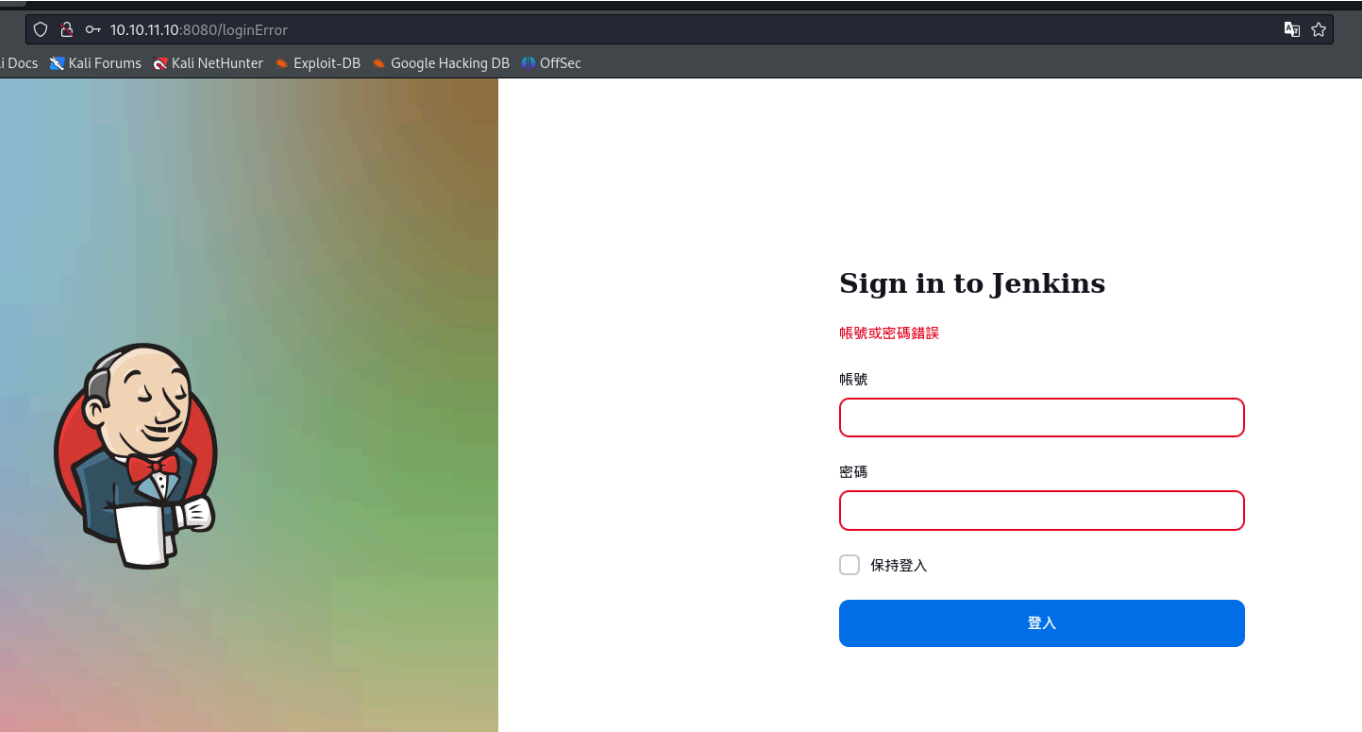 10.10.11.10:8080/loginError
Docs Kali Forums Kali NetHunter Exploit-DB Google Hacking DB OffSec
Sign in to Jenkins
帳號或密碼錯誤
帳號
密碼
保持登入
登入